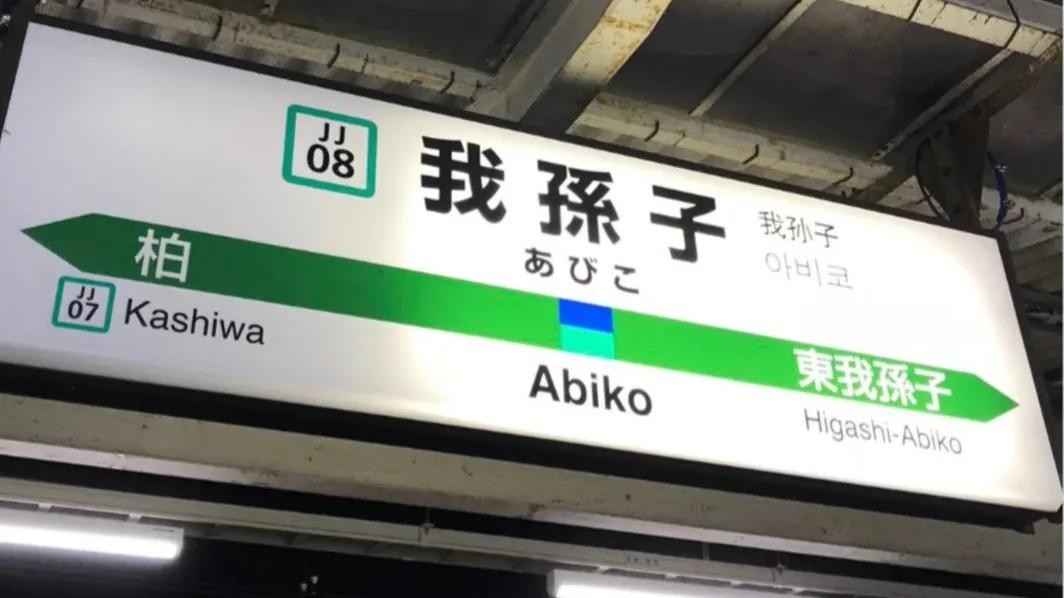 JJ
08
我孫子
我孙子
아비코
あびこ
柏
東我孫子
JJ
07
Kashiwa
Abiko
Higashi-Abiko